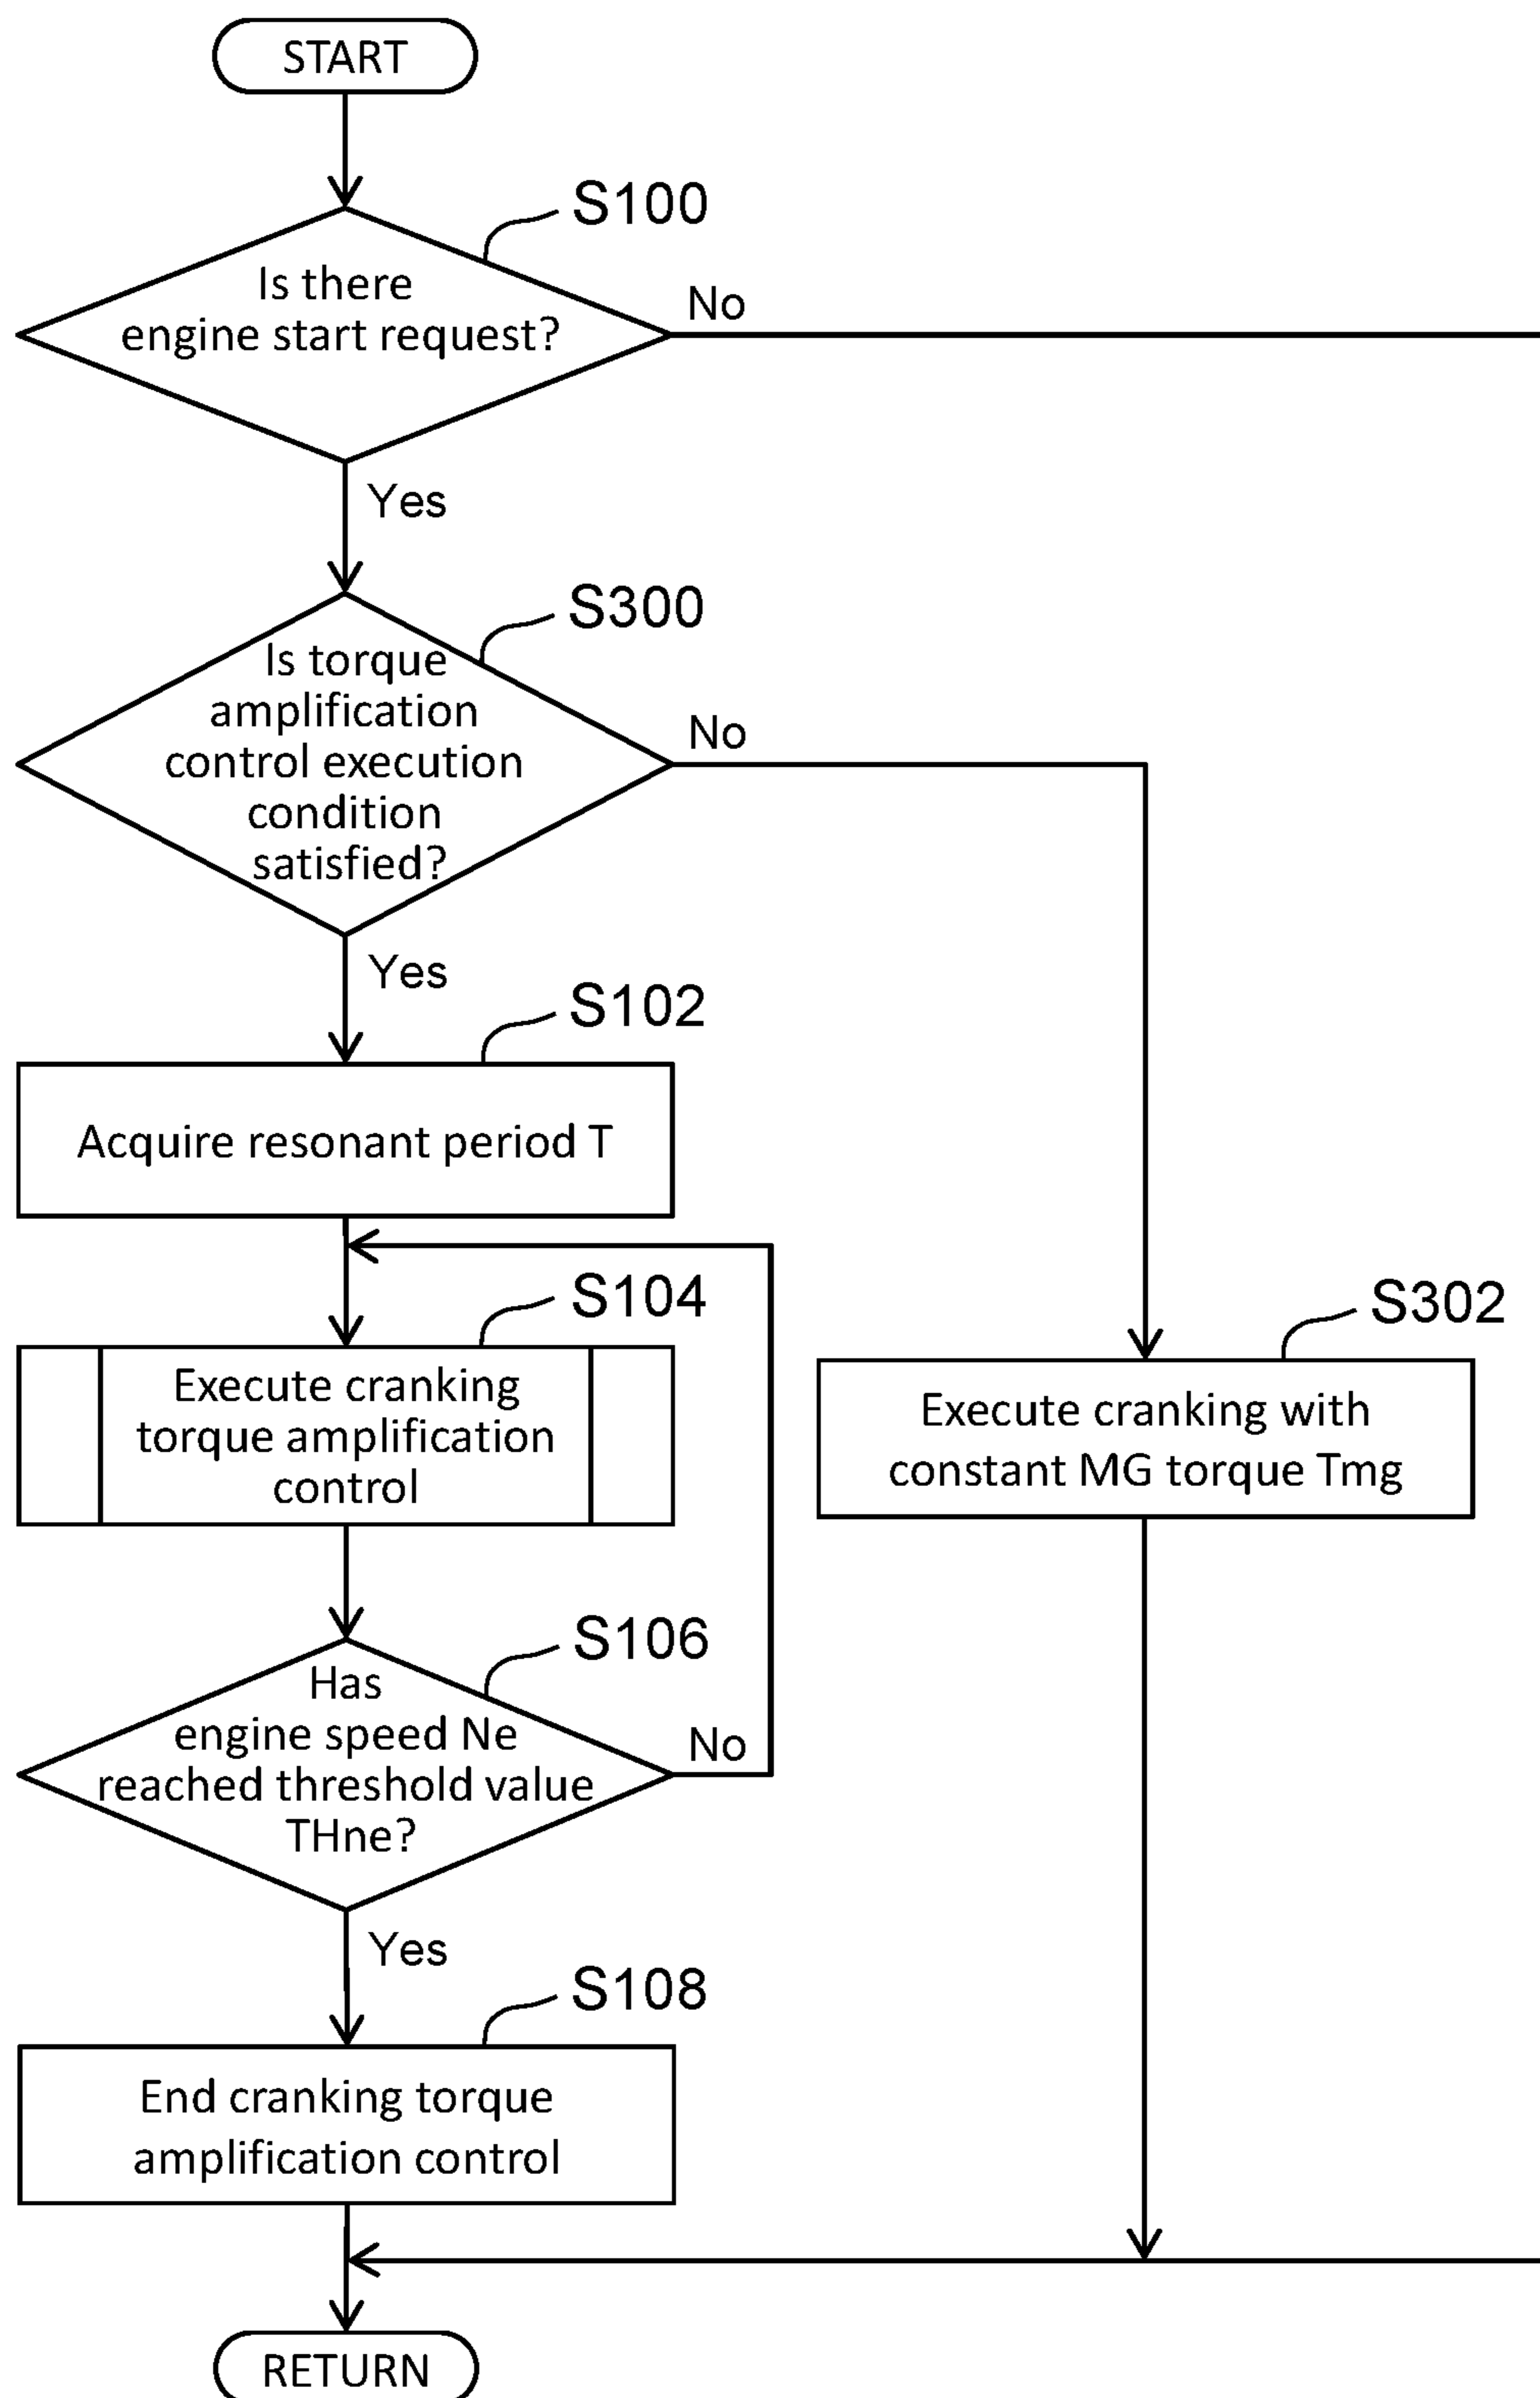 START
S100
Is there
engine start request?
No
Yes
S300
Is torque
amplification
control execution
condition
satisfied?
No
Yes
S102
Acquire resonant period T
S104
Execute cranking
torque amplification
control
S302
Execute cranking with
constant MG torque Tmg
S106
Has
engine speed Ne
reached threshold value
THne?
No
Yes
S108
End cranking torque
amplification control
RETURN